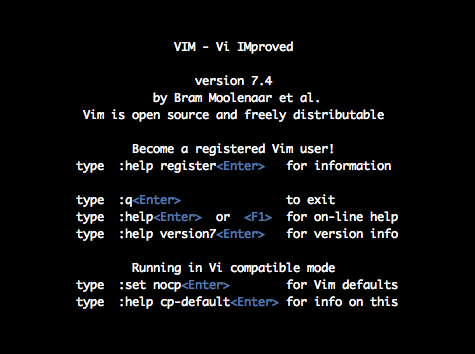 VIM - Vi IMproved
version 7.4
by Bram Moolenaar et al.
Vim is open source and freely distributable
Become a registered Vim user!
type :help register<Enter> for information
type :q<Enter> to exit
type :help<Enter> or <F1> for on-line help
type :help version7<Enter> for version info
Running in Vi compatible mode
type :set nocp<Enter> for Vim defaults
type :help cp-default<Enter> for info on this